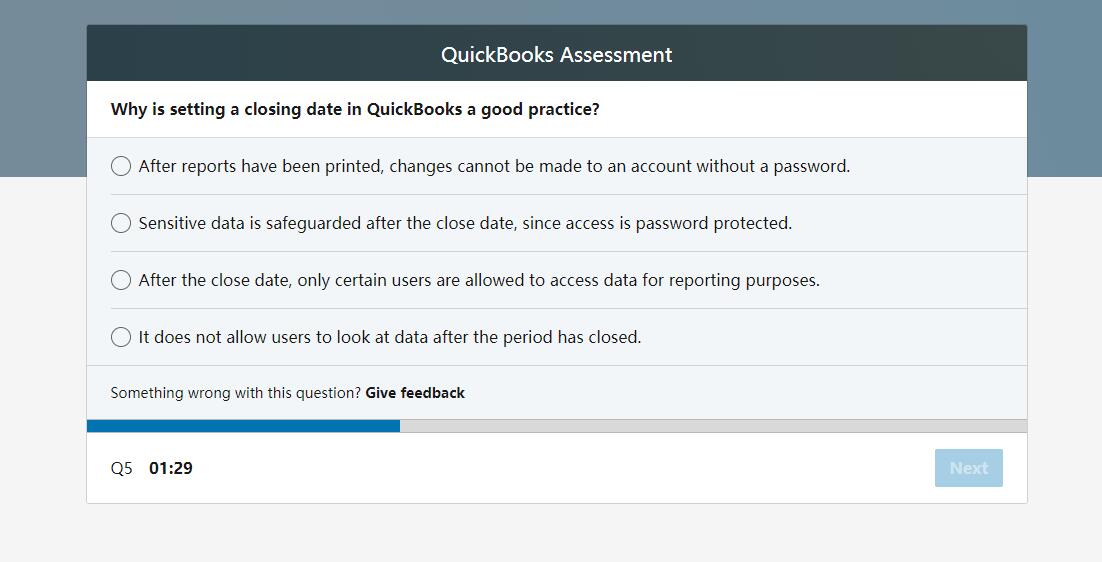 QuickBooks Assessment
Why is setting a closing date in QuickBooks a good practice?
After reports have been printed, changes cannot be made to an account without a password.
Sensitive data is safeguarded after the close date, since access is password protected.
After the close date, only certain users are allowed to access data for reporting purposes.
It does not allow users to look at data after the period has closed.
Something wrong with this question? Give feedback
Q5 01:29
Next